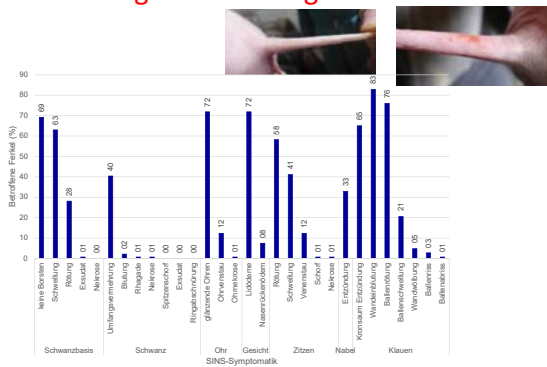 90
80
70
60
50
40
30
20
10
0
Betroffene Ferkel (%)
69
63
28
01
00
40
02
01
01
00
00
00
72
12
01
72
08
58
41
12
01
01
33
65
83
76
21
05
03
01
keine Borsten
Schwellung
Rötung
Exsudat
Nekrose
Umfangsvermehrung
Blutung
Rhagade
Nekrose
Spitzenschorf
Exsudat
Ringabschnürung
glänzende Ohren
Ohrvenstau
Ohrnekrose
Lidödeme
Nasenrückenödem
Rötung
Schwellung
Venenstau
Schorf
Nekrose
Entzündung
Kronsaum Entzündung
Wandeinblutung
Ballenrötung
Ballenschwellung
Wandwölbung
Ballenriss
Ballenabriss
Schwanzbasis
Schwanz
Ohr
Gesicht
Zitzen
Nabel
Klauen
SINS-Symptomatik